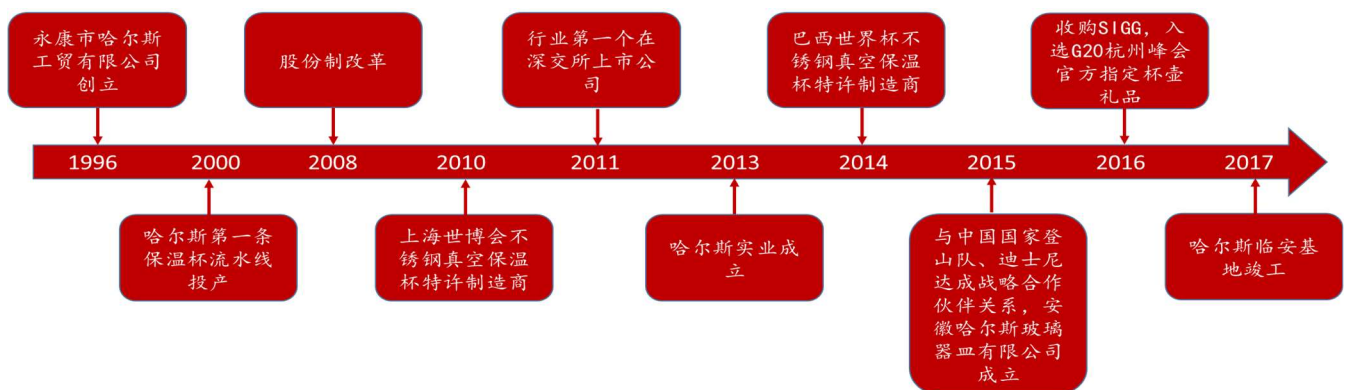 永康市哈尔斯
工贸有限公司
创立
股份制改革
行业第一个在
深交所上市公
司
巴西世界杯不
锈钢真空保温
杯特许制造商
收购SIGG，入
选G20杭州峰会
官方指定杯壶
礼品
1996 2000 2008 2010 2011 2013 2014 2015 2016 2017
哈尔斯第一条
保温杯流水线
投产
上海世博会不
锈钢真空保温
杯特许制造商
哈尔斯实业成
立
与中国国家登
山队、迪士尼
达成战略合作
伙伴关系，安
徽哈尔斯玻璃
器皿有限公司
成立
哈尔斯临安基
地竣工